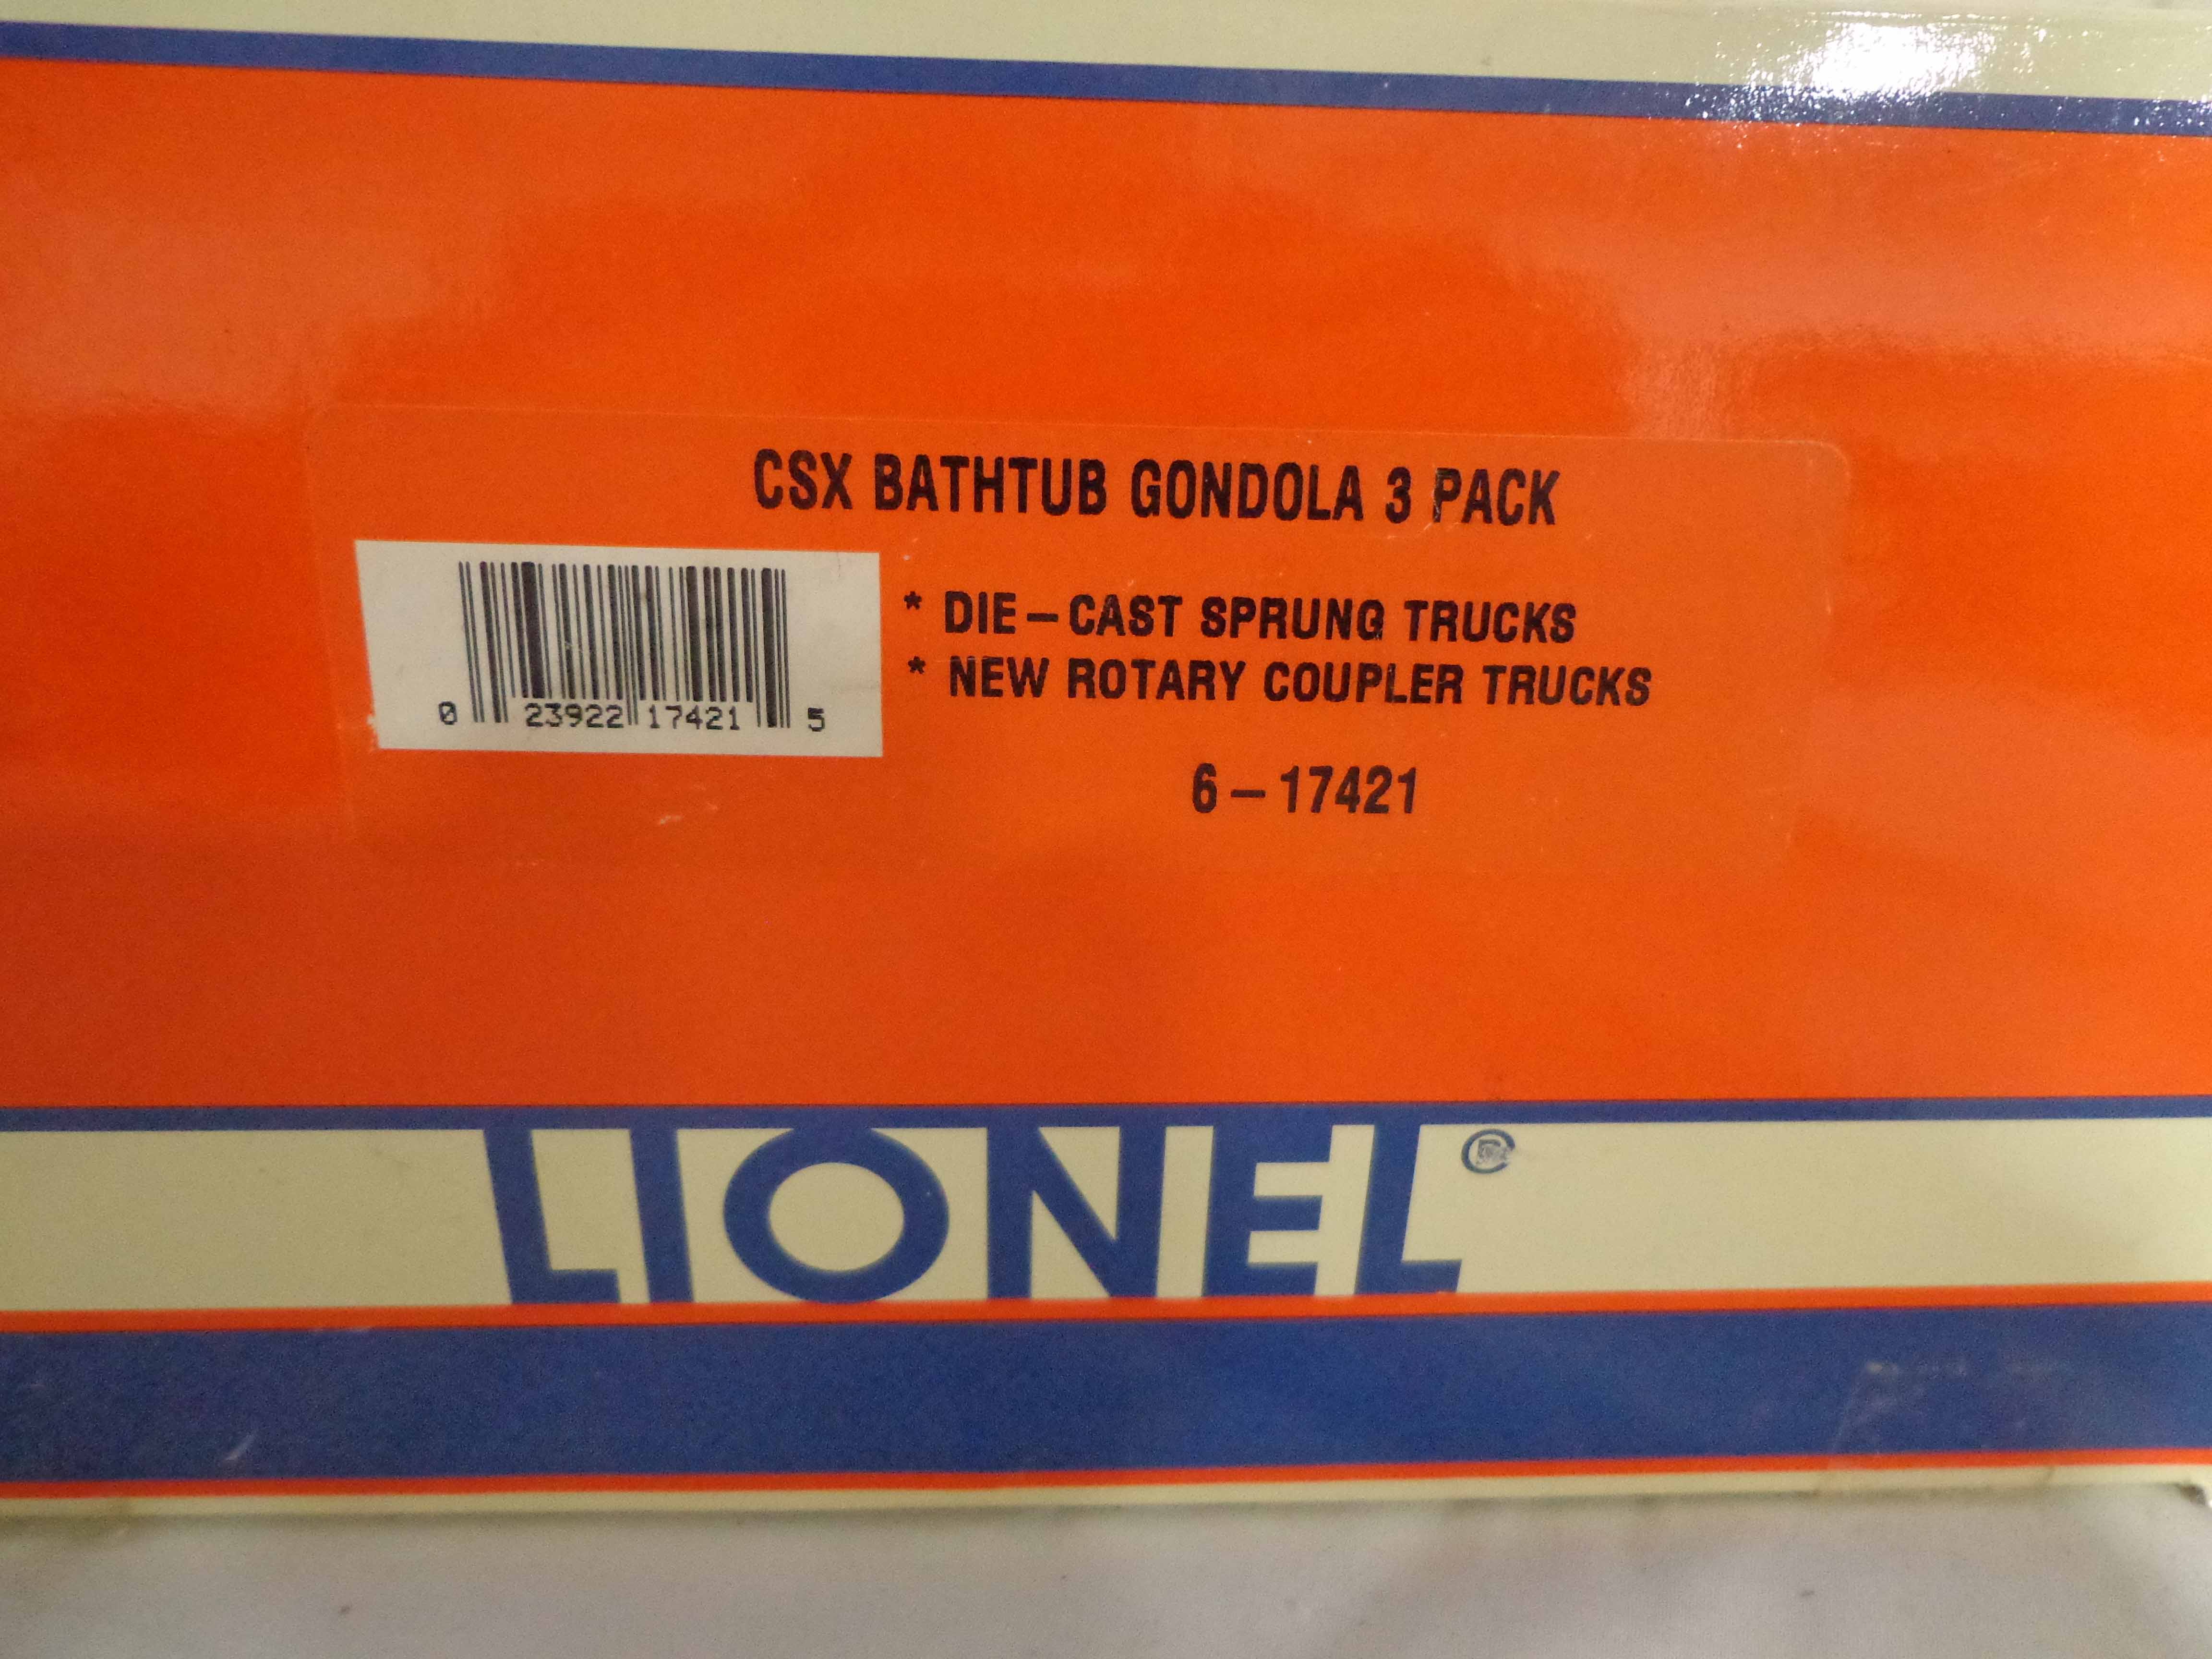 CSX BATHTUB GONDOLA 3 PACK
* DIE-CAST SPRUNG TRUCKS
* NEW ROTARY COUPLER TRUCKS
0 23922 17421 5
6-17421
LIONEL